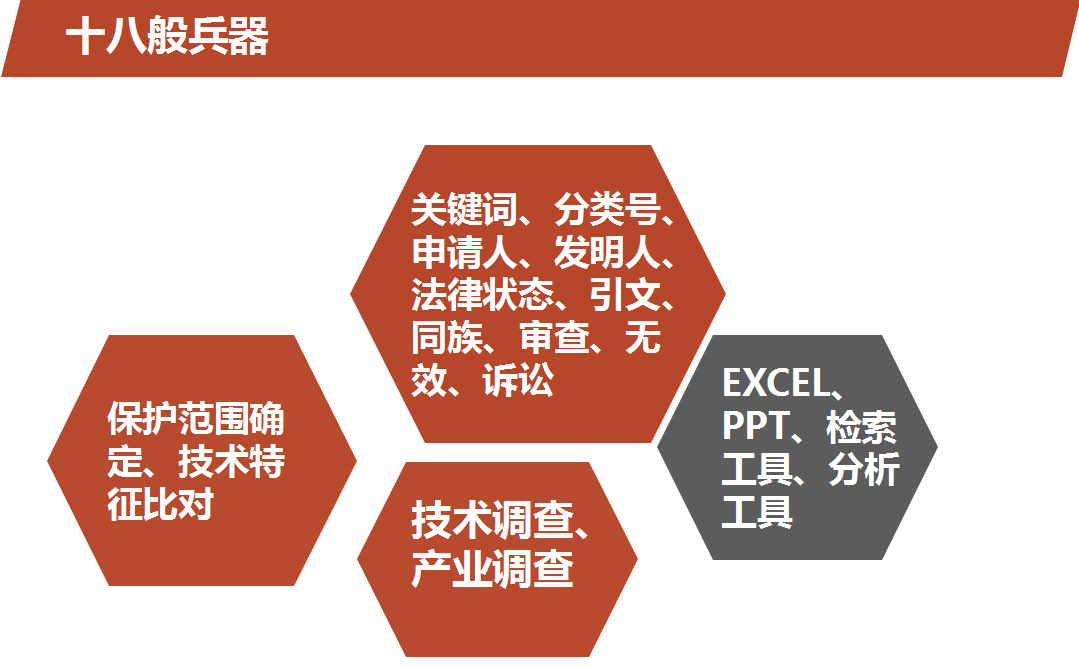 十八般兵器
关键词、分类号、
申请人、发明人、
法律状态、引文、
同族、审查、无
效、诉讼
保护范围确
定、技术特
征比对
EXCEL、
PPT、检索
工具、分析
工具
技术调查、
产业调查